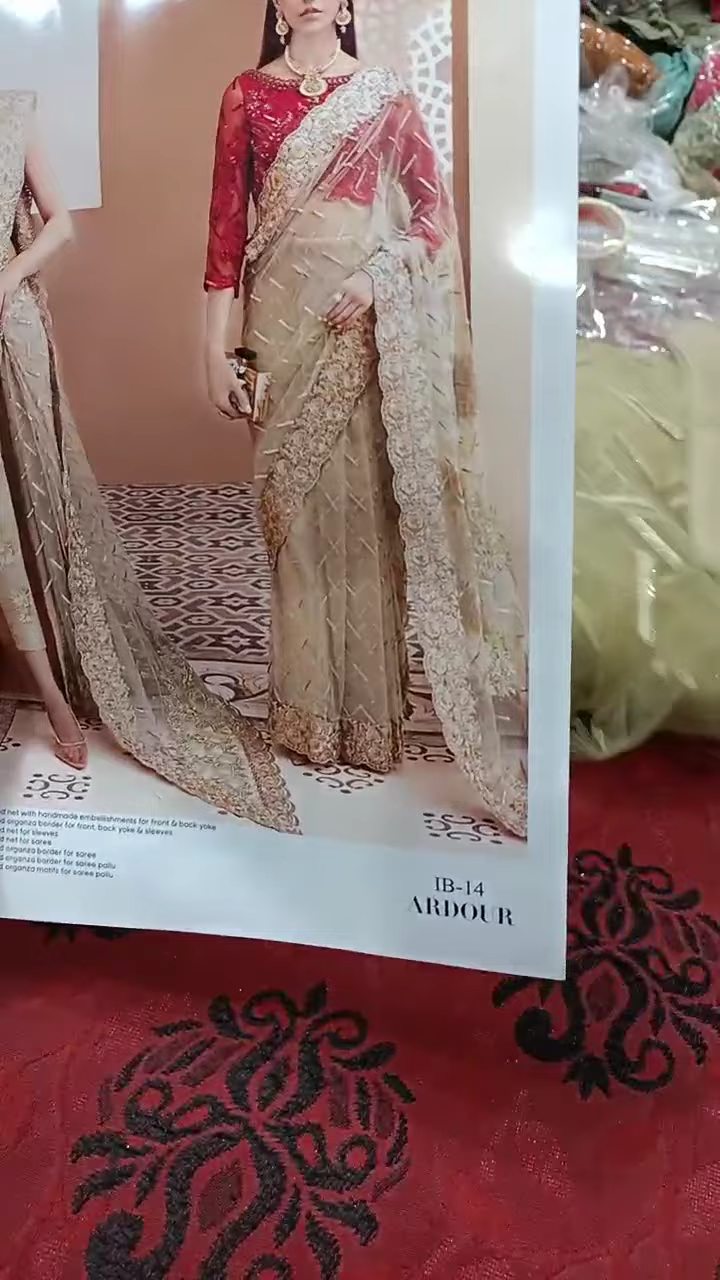 d net with handmade embellishments for front & back yoke
d organza border for front, back yoke & sleeves
d net for sleeves
d net for saree
d organza border for saree
d organza border for saree pallu
d organza motifs for saree pallu
IB-14
ARDOUR